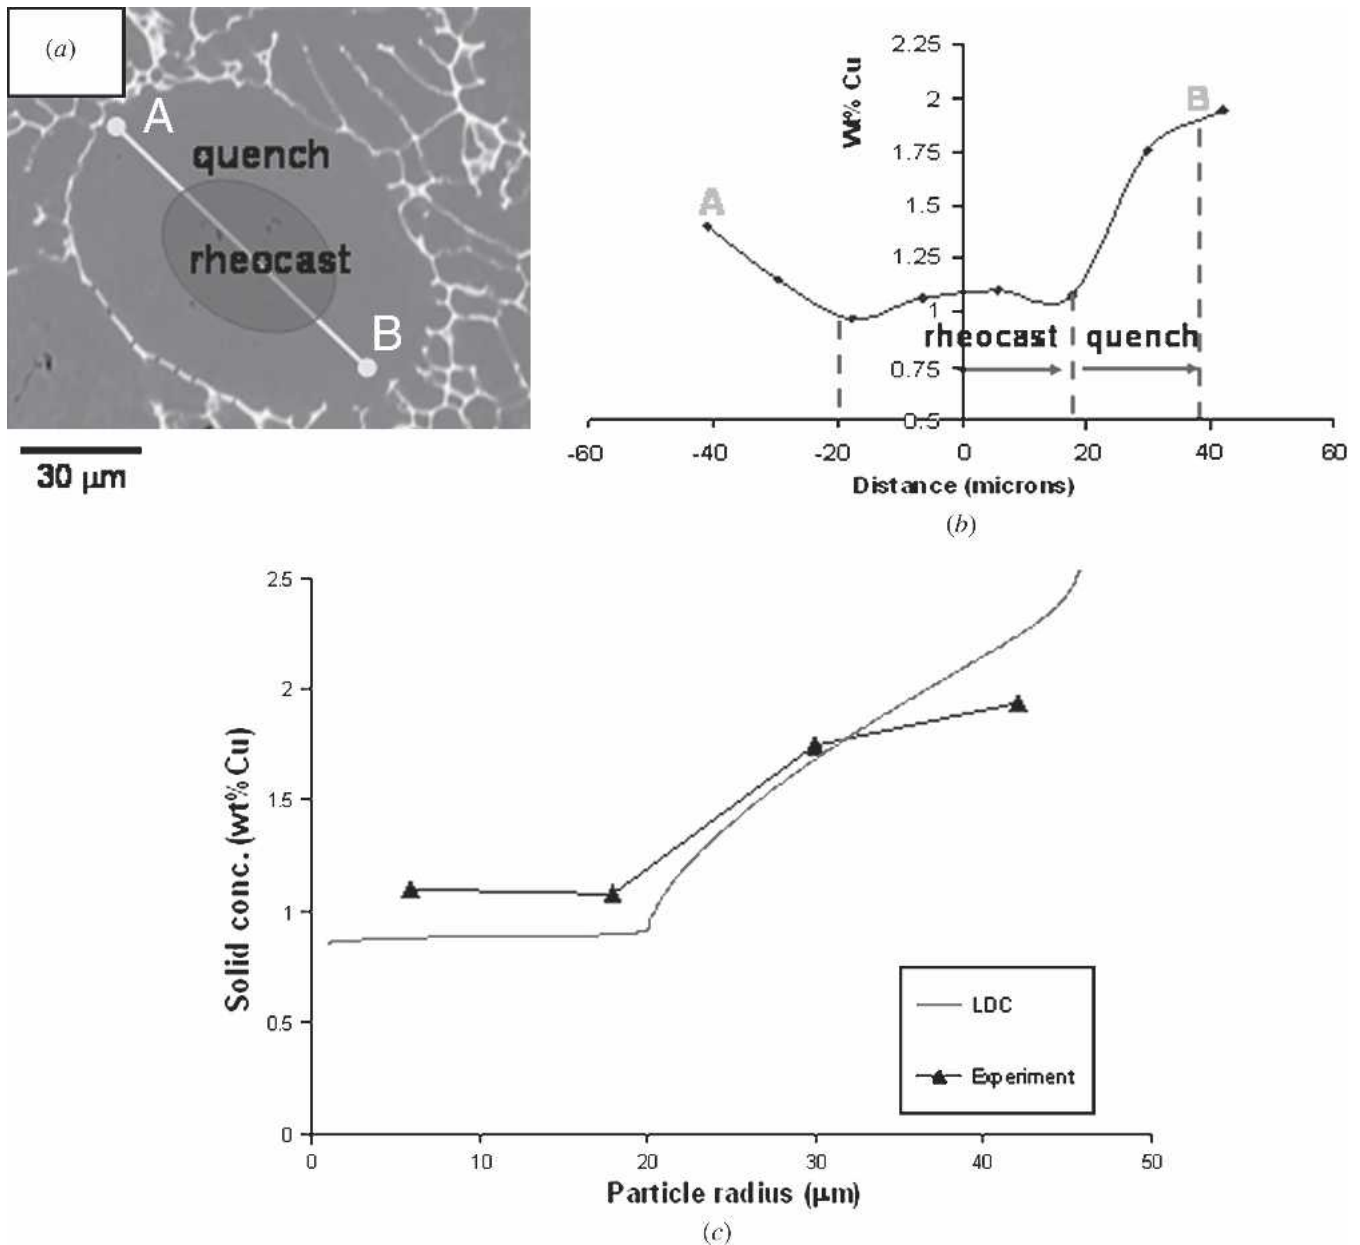 (a)
A
quench
rheocast
B
30 µm
Wt% Cu
2.25
2
1.75
1.5
1.25
1
0.75
0.5
A
B
rheocast
quench
-60
-40
-20
0
20
40
60
Distance (microns)
(b)
Solid conc. (wt%Cu)
2.5
2
1.5
1
0.5
0
0
10
20
30
40
50
Particle radius (µm)
LDC
Experiment
(c)